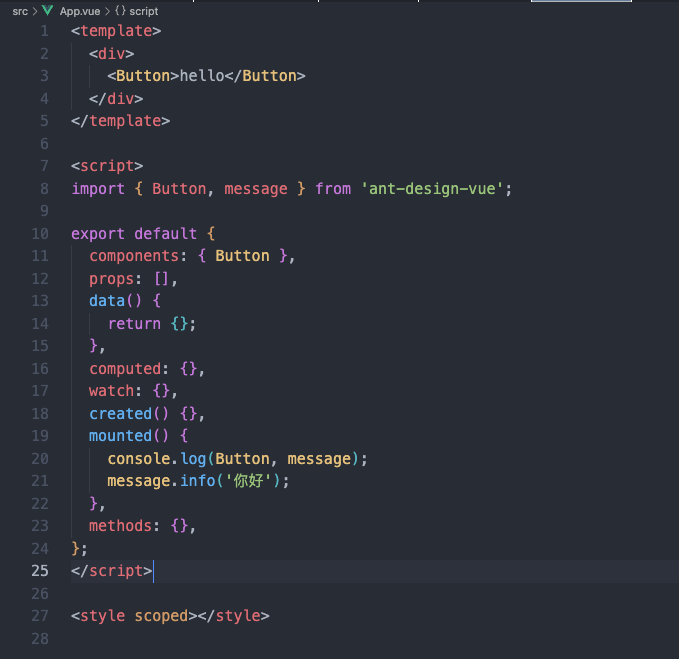 src > App.vue > {} script
1 <template>
2   <div>
3     <Button>hello</Button>
4   </div>
5 </template>
6
7 <script>
8 import { Button, message } from 'ant-design-vue';
9
10 export default {
11   components: { Button },
12   props: [],
13   data() {
14     return {};
15   },
16   computed: {},
17   watch: {},
18   created() {},
19   mounted() {
20     console.log(Button, message);
21     message.info('你好');
22   },
23   methods: {},
24 };
25 </script>
26
27 <style scoped></style>
28